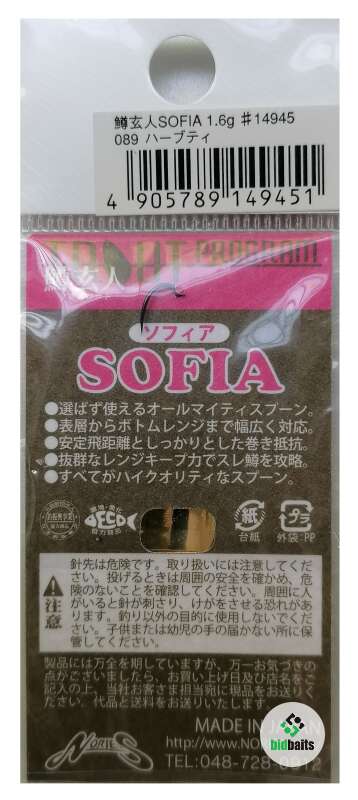 鱒玄人SOFIA 1.6g ♯14945
089 ハーブティ
4 905789 149451
PROGRAM
鱒玄人
ソフィア
SOFIA
●選ばず使えるオールマイティスプーン。
●表層からボトムレンジまで幅広く対応。
●安定飛距離としっかりとした巻き抵抗。
●抜群なレンジキープ力でスレ鱒を攻略。
●すべてがハイクオリティなスプーン。
ECO
紙
台紙
プラ
外袋:PP
注意
針先は危険です。取り扱いには注意してくだ
さい。投げるときは周囲の安全を確かめ、危
険のないことを確認してください。周囲に人
がいると針が刺さり、けがをさせる恐れがあ
ります。釣り以外の目的に使用しないでくだ
さい。子供または幼児の手の届かない所に保
管してください。
製品には万全を期していますが、万一お気づきの
点がございましたら、お買い上げ日及び店名をご
記入の上、当社お客さま担当宛に現品をお送りく
ださい。代品と送料をお送りいたします。
NORIES
MADE IN JAPAN
http://www.NOR
TEL:048-728-0912
bidbaits